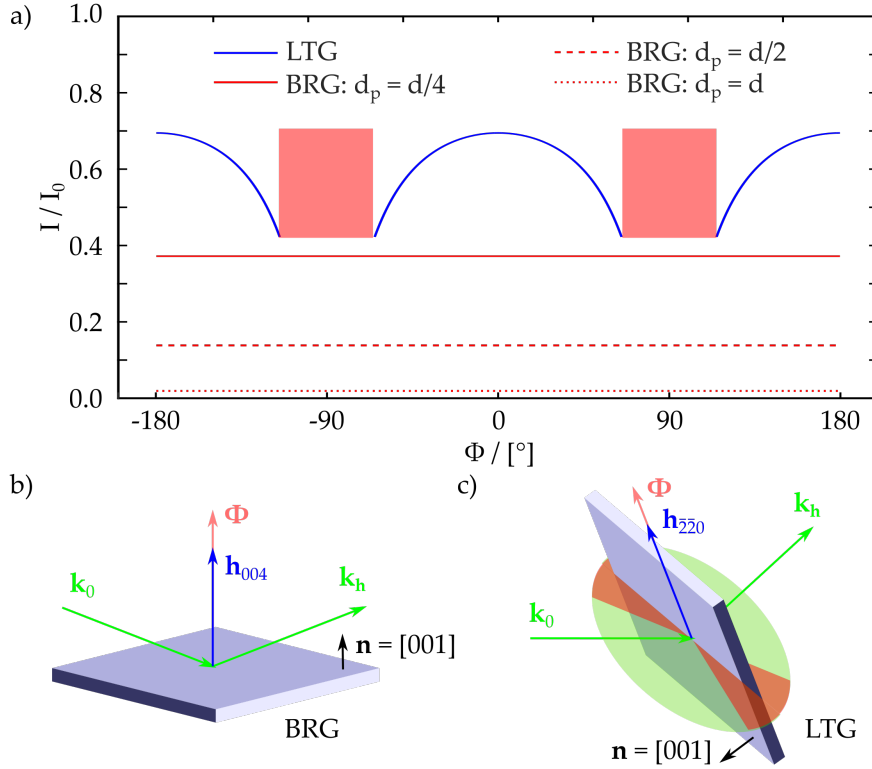 a)
1.0
0.8
0.6
0.4
0.2
0.0
I / I₀
LTG
BRG: dₚ = d/4
BRG: dₚ = d/2
BRG: dₚ = d
-180
-90
0
90
180
Φ / [°]
b)
Φ
h₀₀₄
k₀
kₕ
n = [001]
BRG
c)
Φ
h_2̅2̅0
kₕ
k₀
n = [001]
LTG